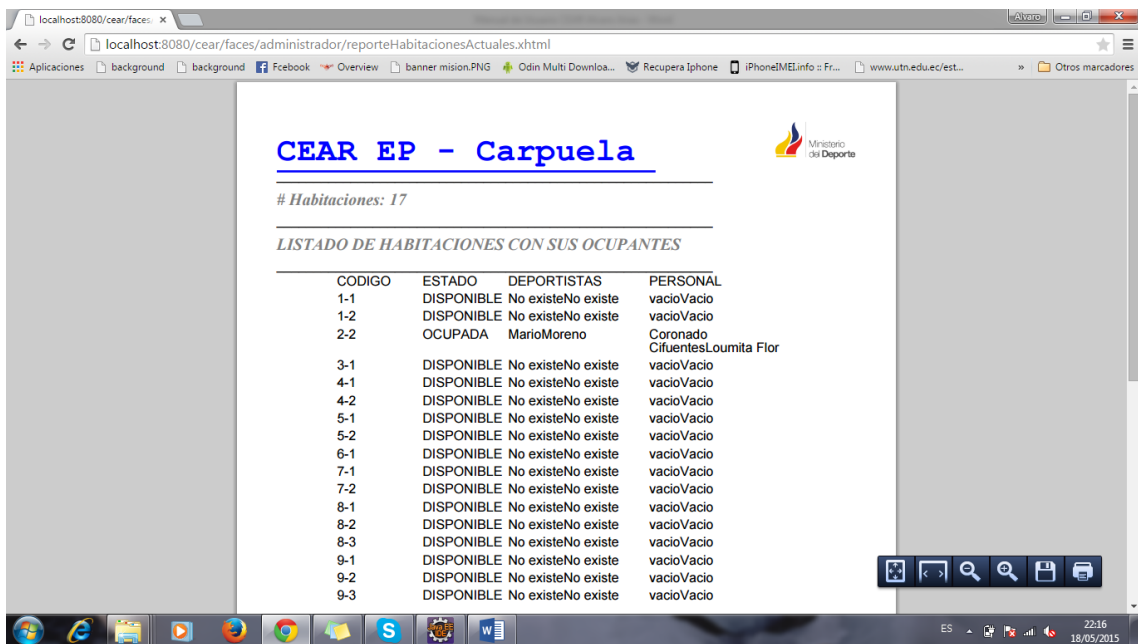 localhost:8080/cear/faces/
Alvaro
localhost:8080/cear/faces/administrador/reporteHabitacionesActuales.xhtml
Aplicaciones background background Fcebook Overview banner mision.PNG Odin Multi Downloa... Recupera Iphone iPhoneIMEI.info :: Fr... www.utn.edu.ec/est... » Otros marcadores
CEAR EP - Carpuela
Ministerio
del Deporte
# Habitaciones: 17
LISTADO DE HABITACIONES CON SUS OCUPANTES
CODIGO ESTADO DEPORTISTAS PERSONAL
1-1 DISPONIBLE No existeNo existe vacioVacio
1-2 DISPONIBLE No existeNo existe vacioVacio
2-2 OCUPADA MarioMoreno Coronado
CifuentesLoumita Flor
3-1 DISPONIBLE No existeNo existe vacioVacio
4-1 DISPONIBLE No existeNo existe vacioVacio
4-2 DISPONIBLE No existeNo existe vacioVacio
5-1 DISPONIBLE No existeNo existe vacioVacio
5-2 DISPONIBLE No existeNo existe vacioVacio
6-1 DISPONIBLE No existeNo existe vacioVacio
7-1 DISPONIBLE No existeNo existe vacioVacio
7-2 DISPONIBLE No existeNo existe vacioVacio
8-1 DISPONIBLE No existeNo existe vacioVacio
8-2 DISPONIBLE No existeNo existe vacioVacio
8-3 DISPONIBLE No existeNo existe vacioVacio
9-1 DISPONIBLE No existeNo existe vacioVacio
9-2 DISPONIBLE No existeNo existe vacioVacio
9-3 DISPONIBLE No existeNo existe vacioVacio
Java EE
IDE
ES
22:16
18/05/2015